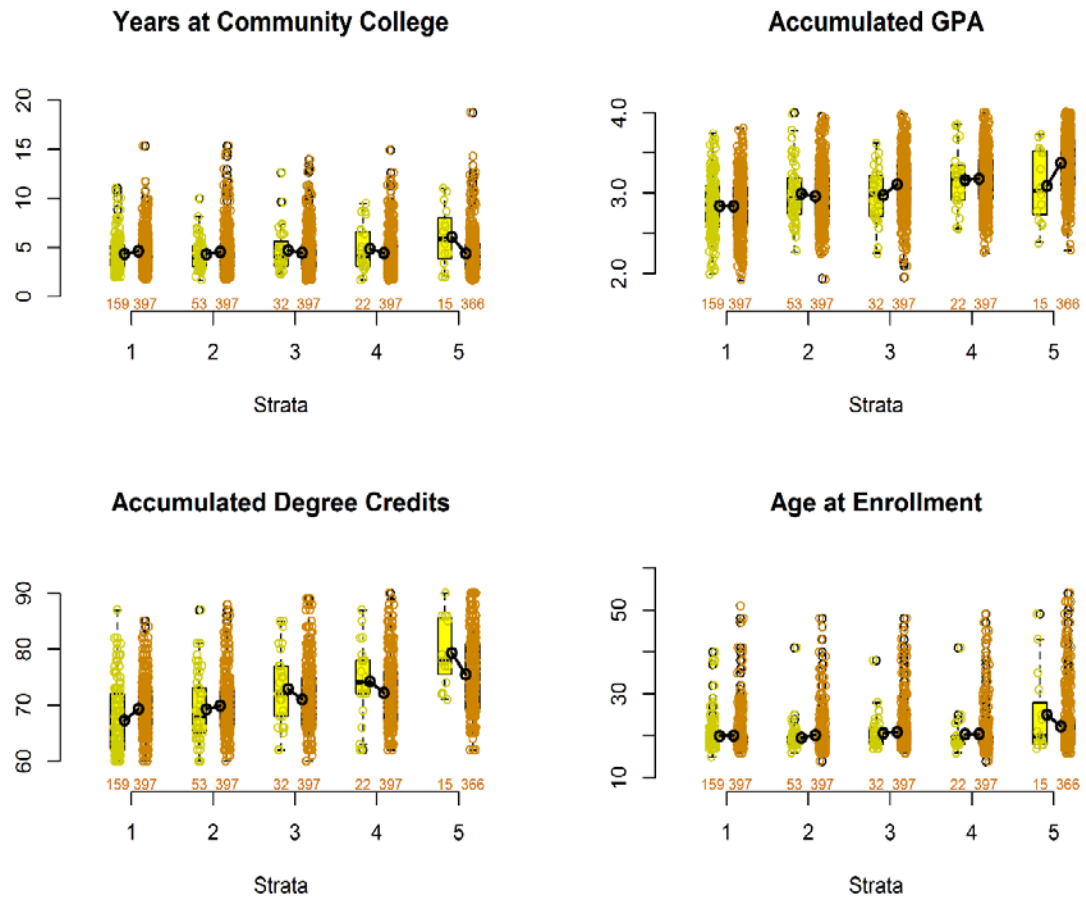 Years at Community College
20
15
10
5
0
159 397 53 397 32 397 22 397 15 366
1 2 3 4 5
Strata
Accumulated GPA
4.0
3.0
2.0
159 397 53 397 32 397 22 397 15 366
1 2 3 4 5
Strata
Accumulated Degree Credits
90
80
70
60
159 397 53 397 32 397 22 397 15 366
1 2 3 4 5
Strata
Age at Enrollment
50
30
10
159 397 53 397 32 397 22 397 15 366
1 2 3 4 5
Strata